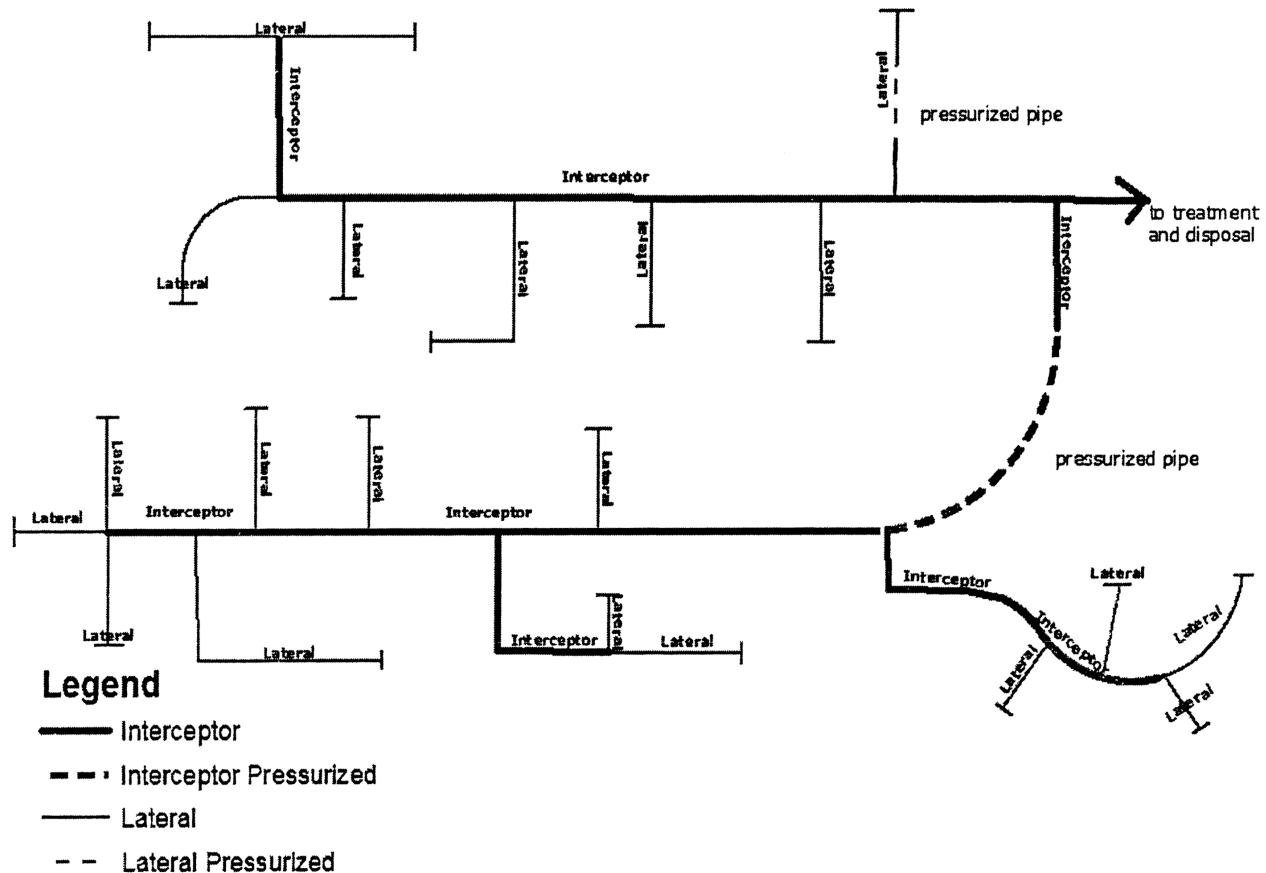 Lateral
Lateral
Interceptor
pressurized pipe
Interceptor
to treatment
and disposal
Lateral
Lateral
Lateral
Lateral
Lateral
Interceptor
Lateral
Lateral
Lateral
Lateral
pressurized pipe
Lateral
Interceptor
Interceptor
Lateral
Lateral
Interceptor
Lateral
Lateral
Interceptor
Lateral
Interceptor
Lateral
Lateral
Lateral
Legend
Interceptor
Interceptor Pressurized
Lateral
Lateral Pressurized